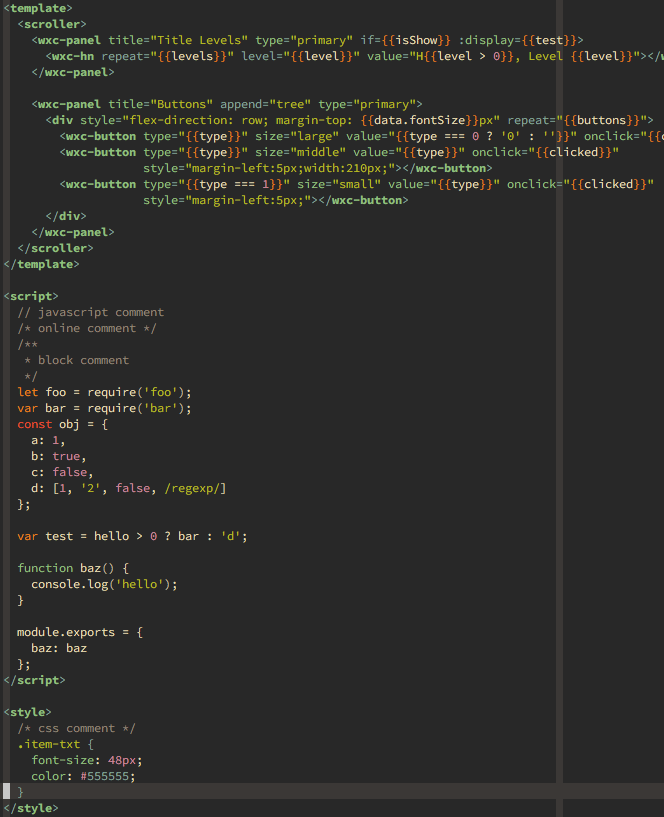 <template>
  <scroller>
    <wxc-panel title="Title Levels" type="primary" if={{isShow}} :display={{test}}>
      <wxc-hn repeat="{{levels}}" level="{{level}}" value="H{{level > 0}}, Level {{level}}"></
    </wxc-panel>

    <wxc-panel title="Buttons" append="tree" type="primary">
      <div style="flex-direction: row; margin-top: {{data.fontSize}}px" repeat="{{buttons}}">
        <wxc-button type="{{type}}" size="large" value="{{type === 0 ? '0' : ''}}" onclick="{{
        <wxc-button type="{{type}}" size="middle" value="{{type}}" onclick="{{clicked}}"
                    style="margin-left:5px;width:210px;"></wxc-button>
        <wxc-button type="{{type === 1}}" size="small" value="{{type}}" onclick="{{clicked}}"
                    style="margin-left:5px;"></wxc-button>
      </div>
    </wxc-panel>
  </scroller>
</template>

<script>
  // javascript comment
  /* online comment */
  /**
   * block comment
   */
  let foo = require('foo');
  var bar = require('bar');
  const obj = {
    a: 1,
    b: true,
    c: false,
    d: [1, '2', false, /regexp/]
  };

  var test = hello > 0 ? bar : 'd';

  function baz() {
    console.log('hello');
  }

  module.exports = {
    baz: baz
  };
</script>

<style>
  /* css comment */
  .item-txt {
    font-size: 48px;
    color: #555555;
  }
</style>